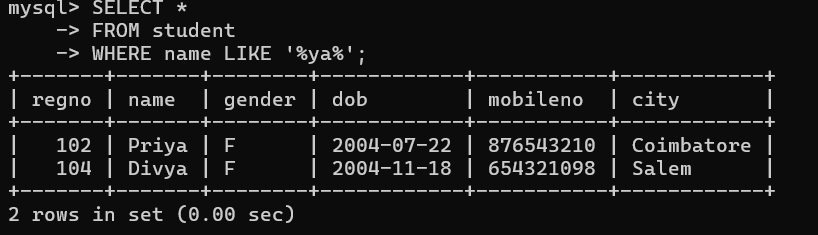 mysql> SELECT *
    -> FROM student
    -> WHERE name LIKE '%ya%';
+-------+-------+--------+------------+-----------+------------+
| regno | name  | gender | dob        | mobileno  | city       |
+-------+-------+--------+------------+-----------+------------+
|   102 | Priya | F      | 2004-07-22 | 876543210 | Coimbatore |
|   104 | Divya | F      | 2004-11-18 | 654321098 | Salem      |
+-------+-------+--------+------------+-----------+------------+
2 rows in set (0.00 sec)